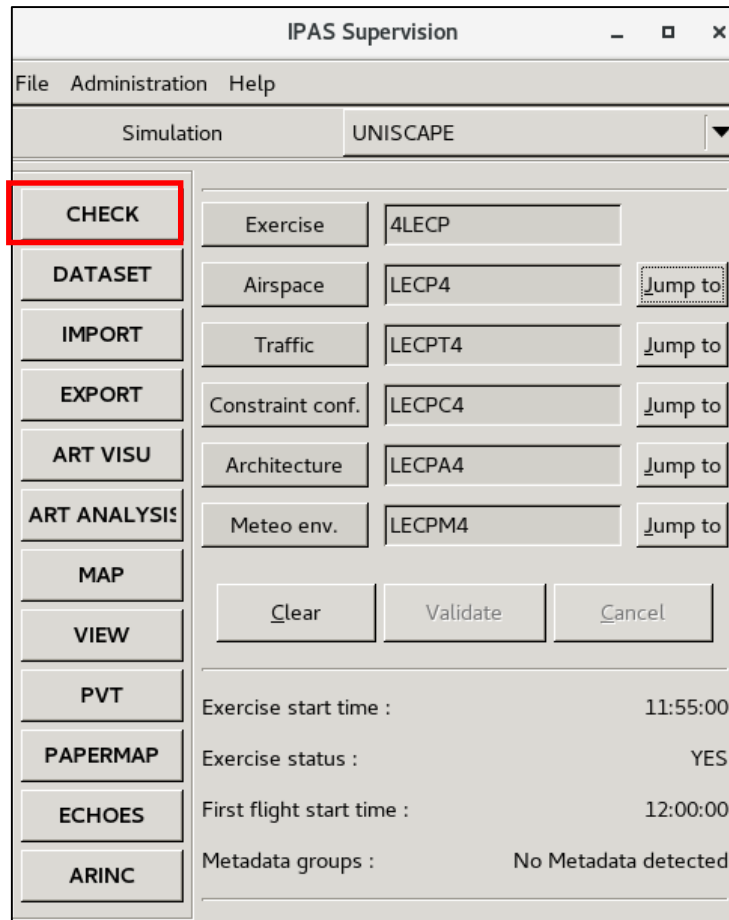 IPAS Supervision
File Administration Help
Simulation UNISCAPE
CHECK
DATASET
IMPORT
EXPORT
ART VISU
ART ANALYSIS
MAP
VIEW
PVT
PAPERMAP
ECHOES
ARINC
Exercise 4LECP
Airspace LECP4 Jump to
Traffic LECPT4 Jump to
Constraint conf. LECPC4 Jump to
Architecture LECPA4 Jump to
Meteo env. LECPM4 Jump to
Clear Validate Cancel
Exercise start time : 11:55:00
Exercise status : YES
First flight start time : 12:00:00
Metadata groups : No Metadata detected